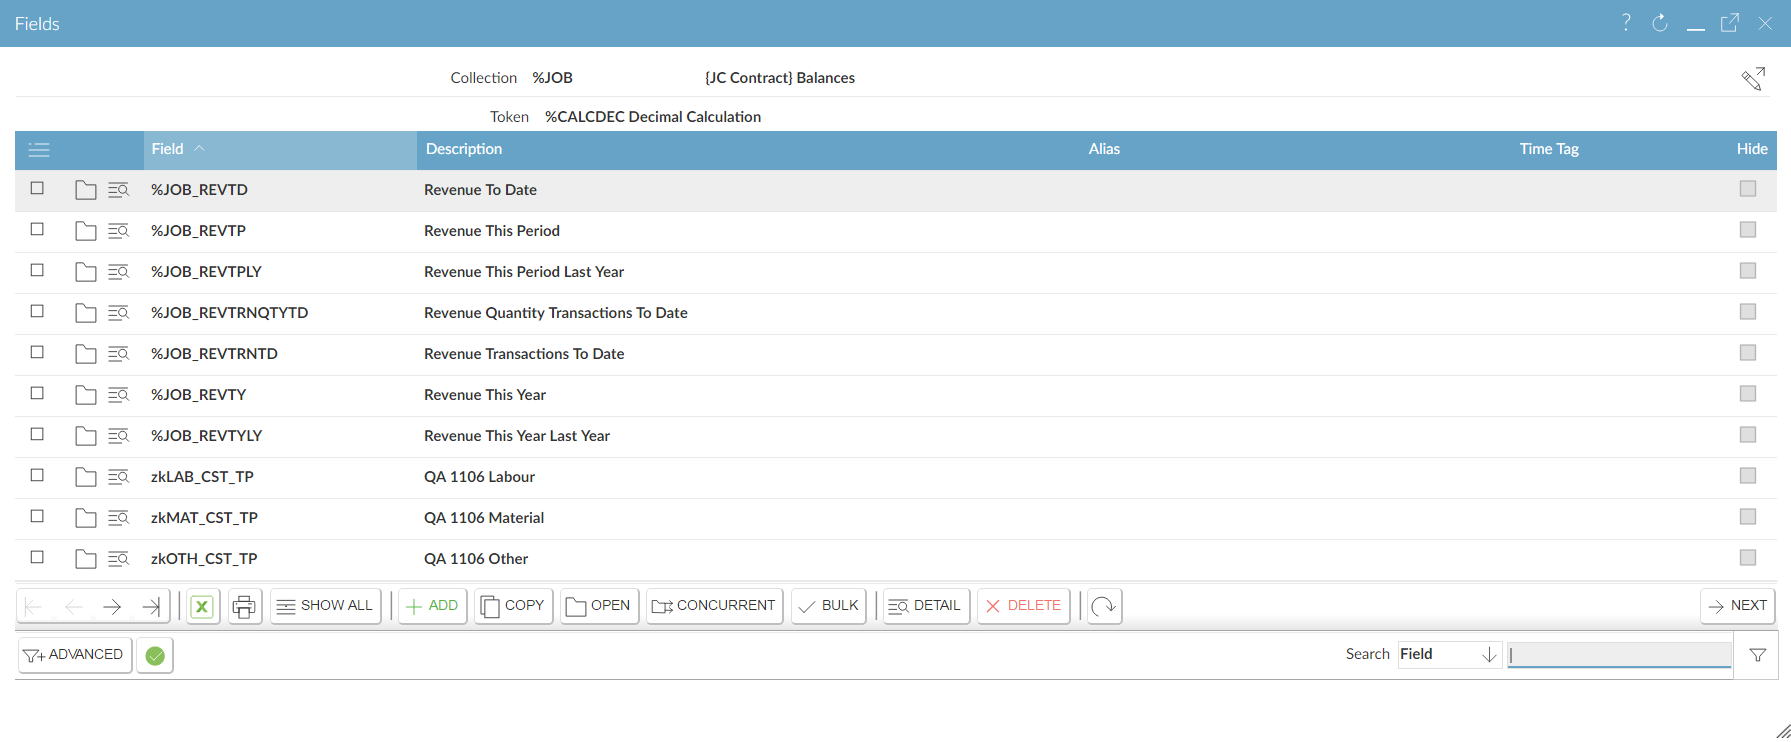 Fields
Collection %JOB {JC Contract} Balances
Token %CALCDEC Decimal Calculation
Field Description Alias Time Tag Hide
%JOB_REVTD Revenue To Date
%JOB_REVTP Revenue This Period
%JOB_REVTPLY Revenue This Period Last Year
%JOB_REVTRNQTYTD Revenue Quantity Transactions To Date
%JOB_REVTRNTD Revenue Transactions To Date
%JOB_REVTY Revenue This Year
%JOB_REVTYLY Revenue This Year Last Year
zkLAB_CST_TP QA 1106 Labour
zkMAT_CST_TP QA 1106 Material
zkOTH_CST_TP QA 1106 Other
SHOW ALL ADD COPY OPEN CONCURRENT BULK DETAIL DELETE NEXT
ADVANCED Search Field